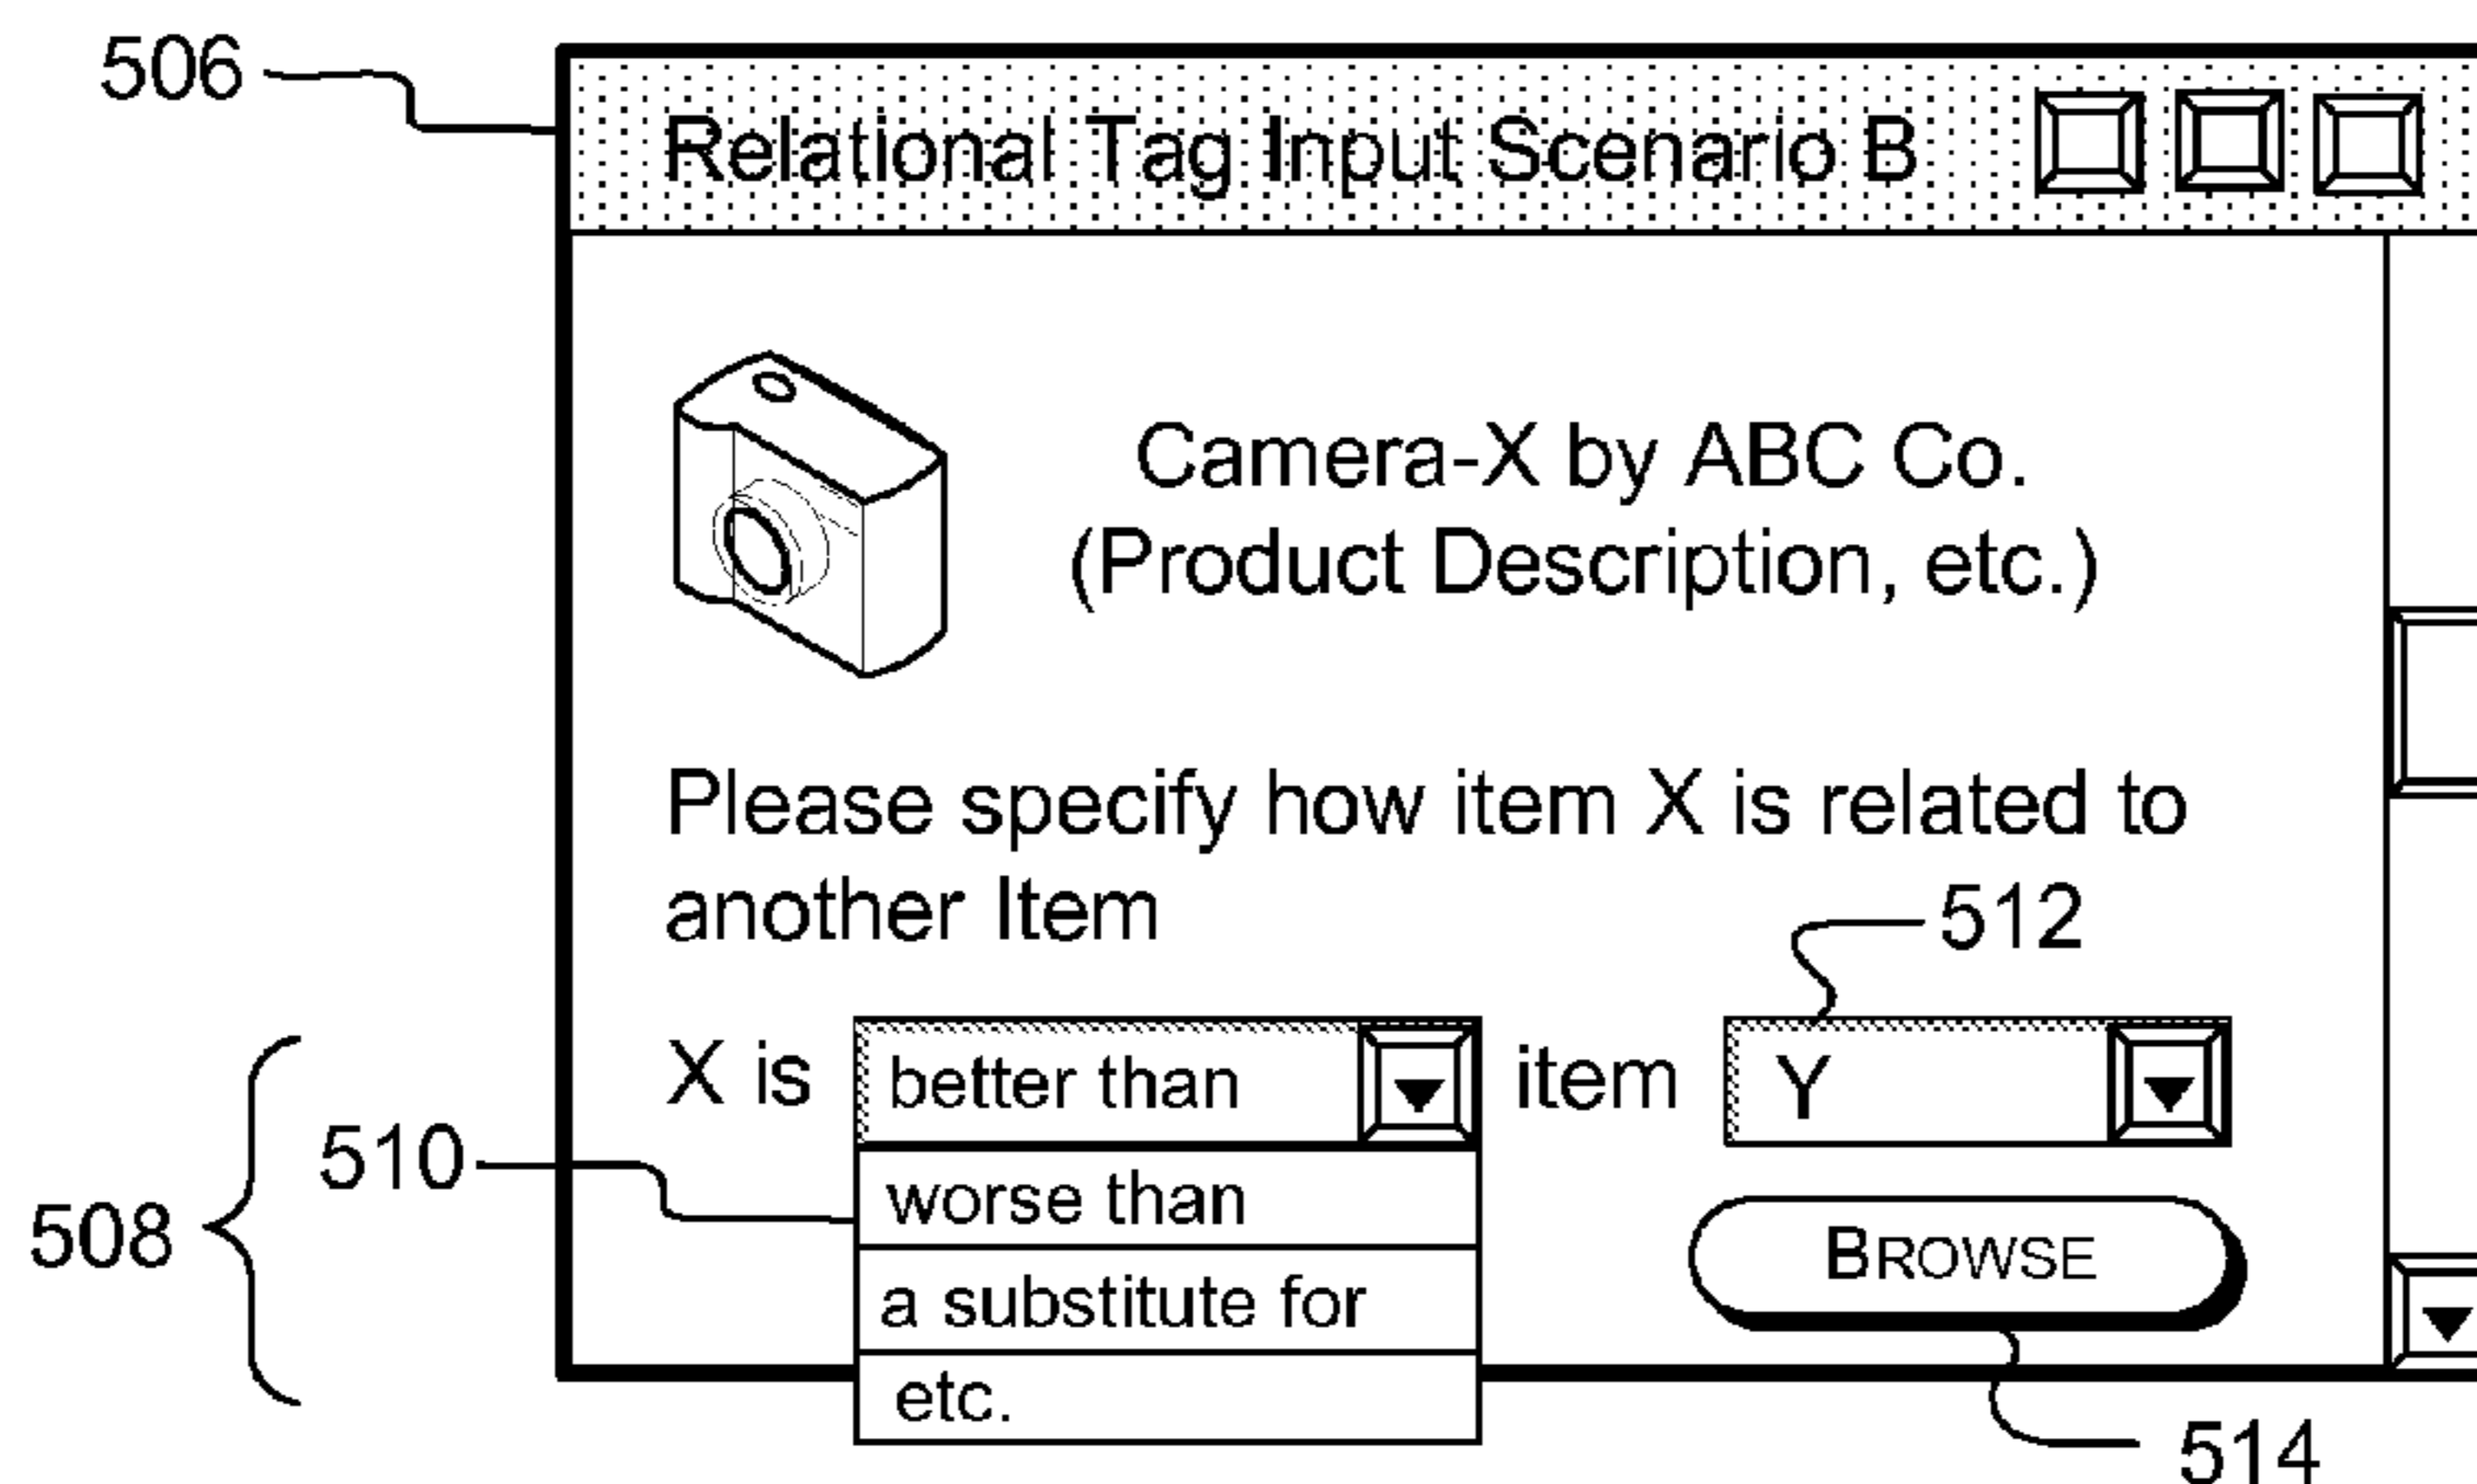 506
Relational Tag Input Scenario B
Camera-X by ABC Co.
(Product Description, etc.)
Please specify how item X is related to
another Item
512
X is better than item Y
510
worse than
508
BROWSE
a substitute for
etc.
514